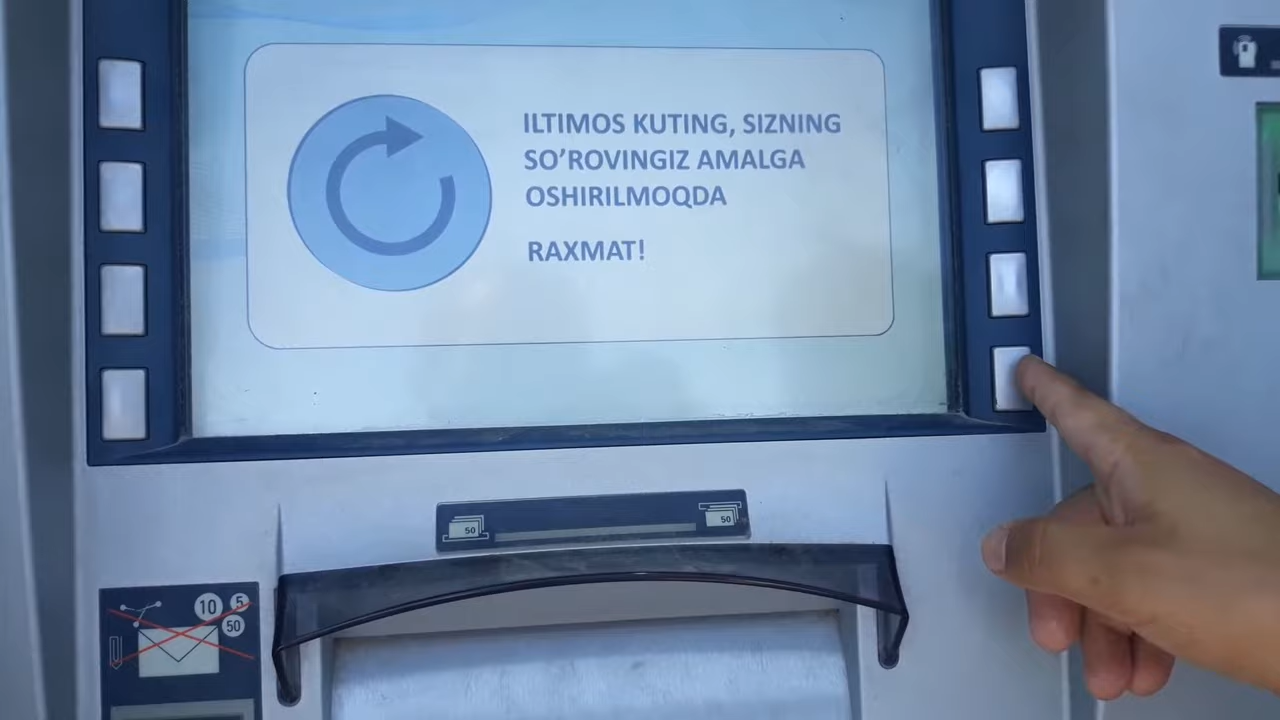 ILTIMOS KUTING, SIZNING
SO’ROVINGIZ AMALGA
OSHIRILMOQDA
RAXMAT!
50
50
10
5
50